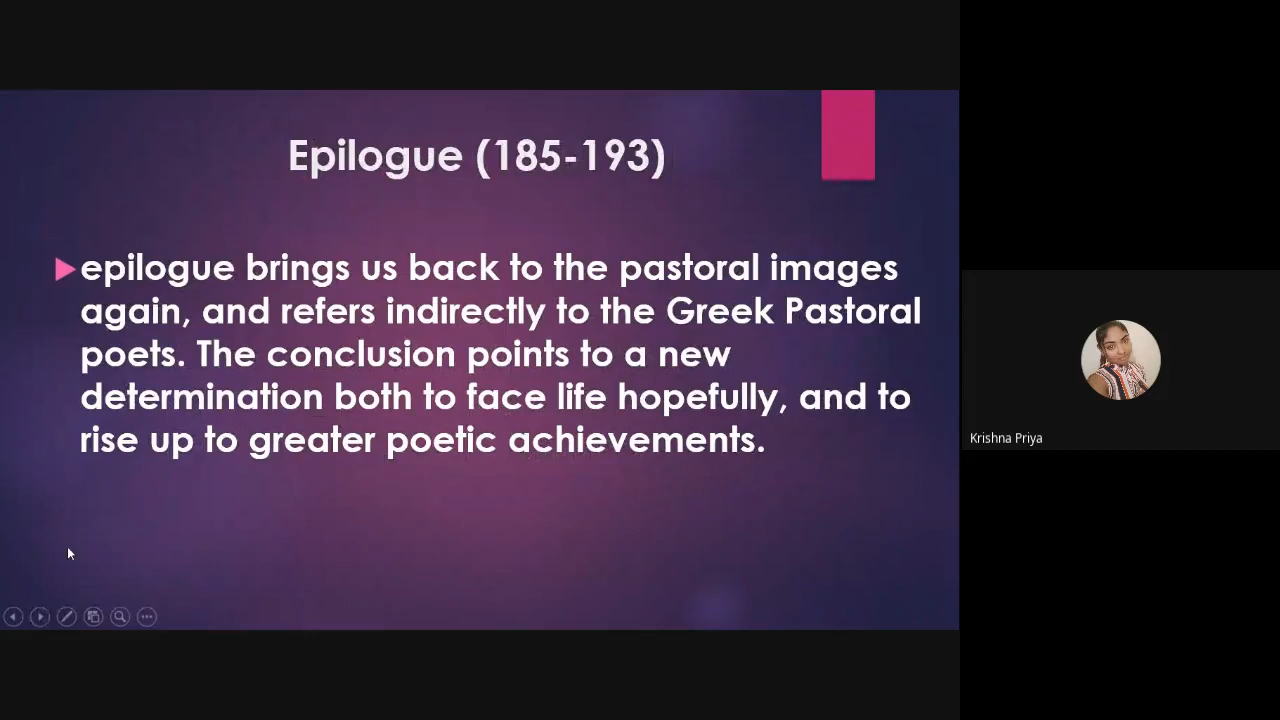 Epilogue (185-193)
epilogue brings us back to the pastoral images
again, and refers indirectly to the Greek Pastoral
poets. The conclusion points to a new
determination both to face life hopefully, and to
rise up to greater poetic achievements.
Krishna Priya